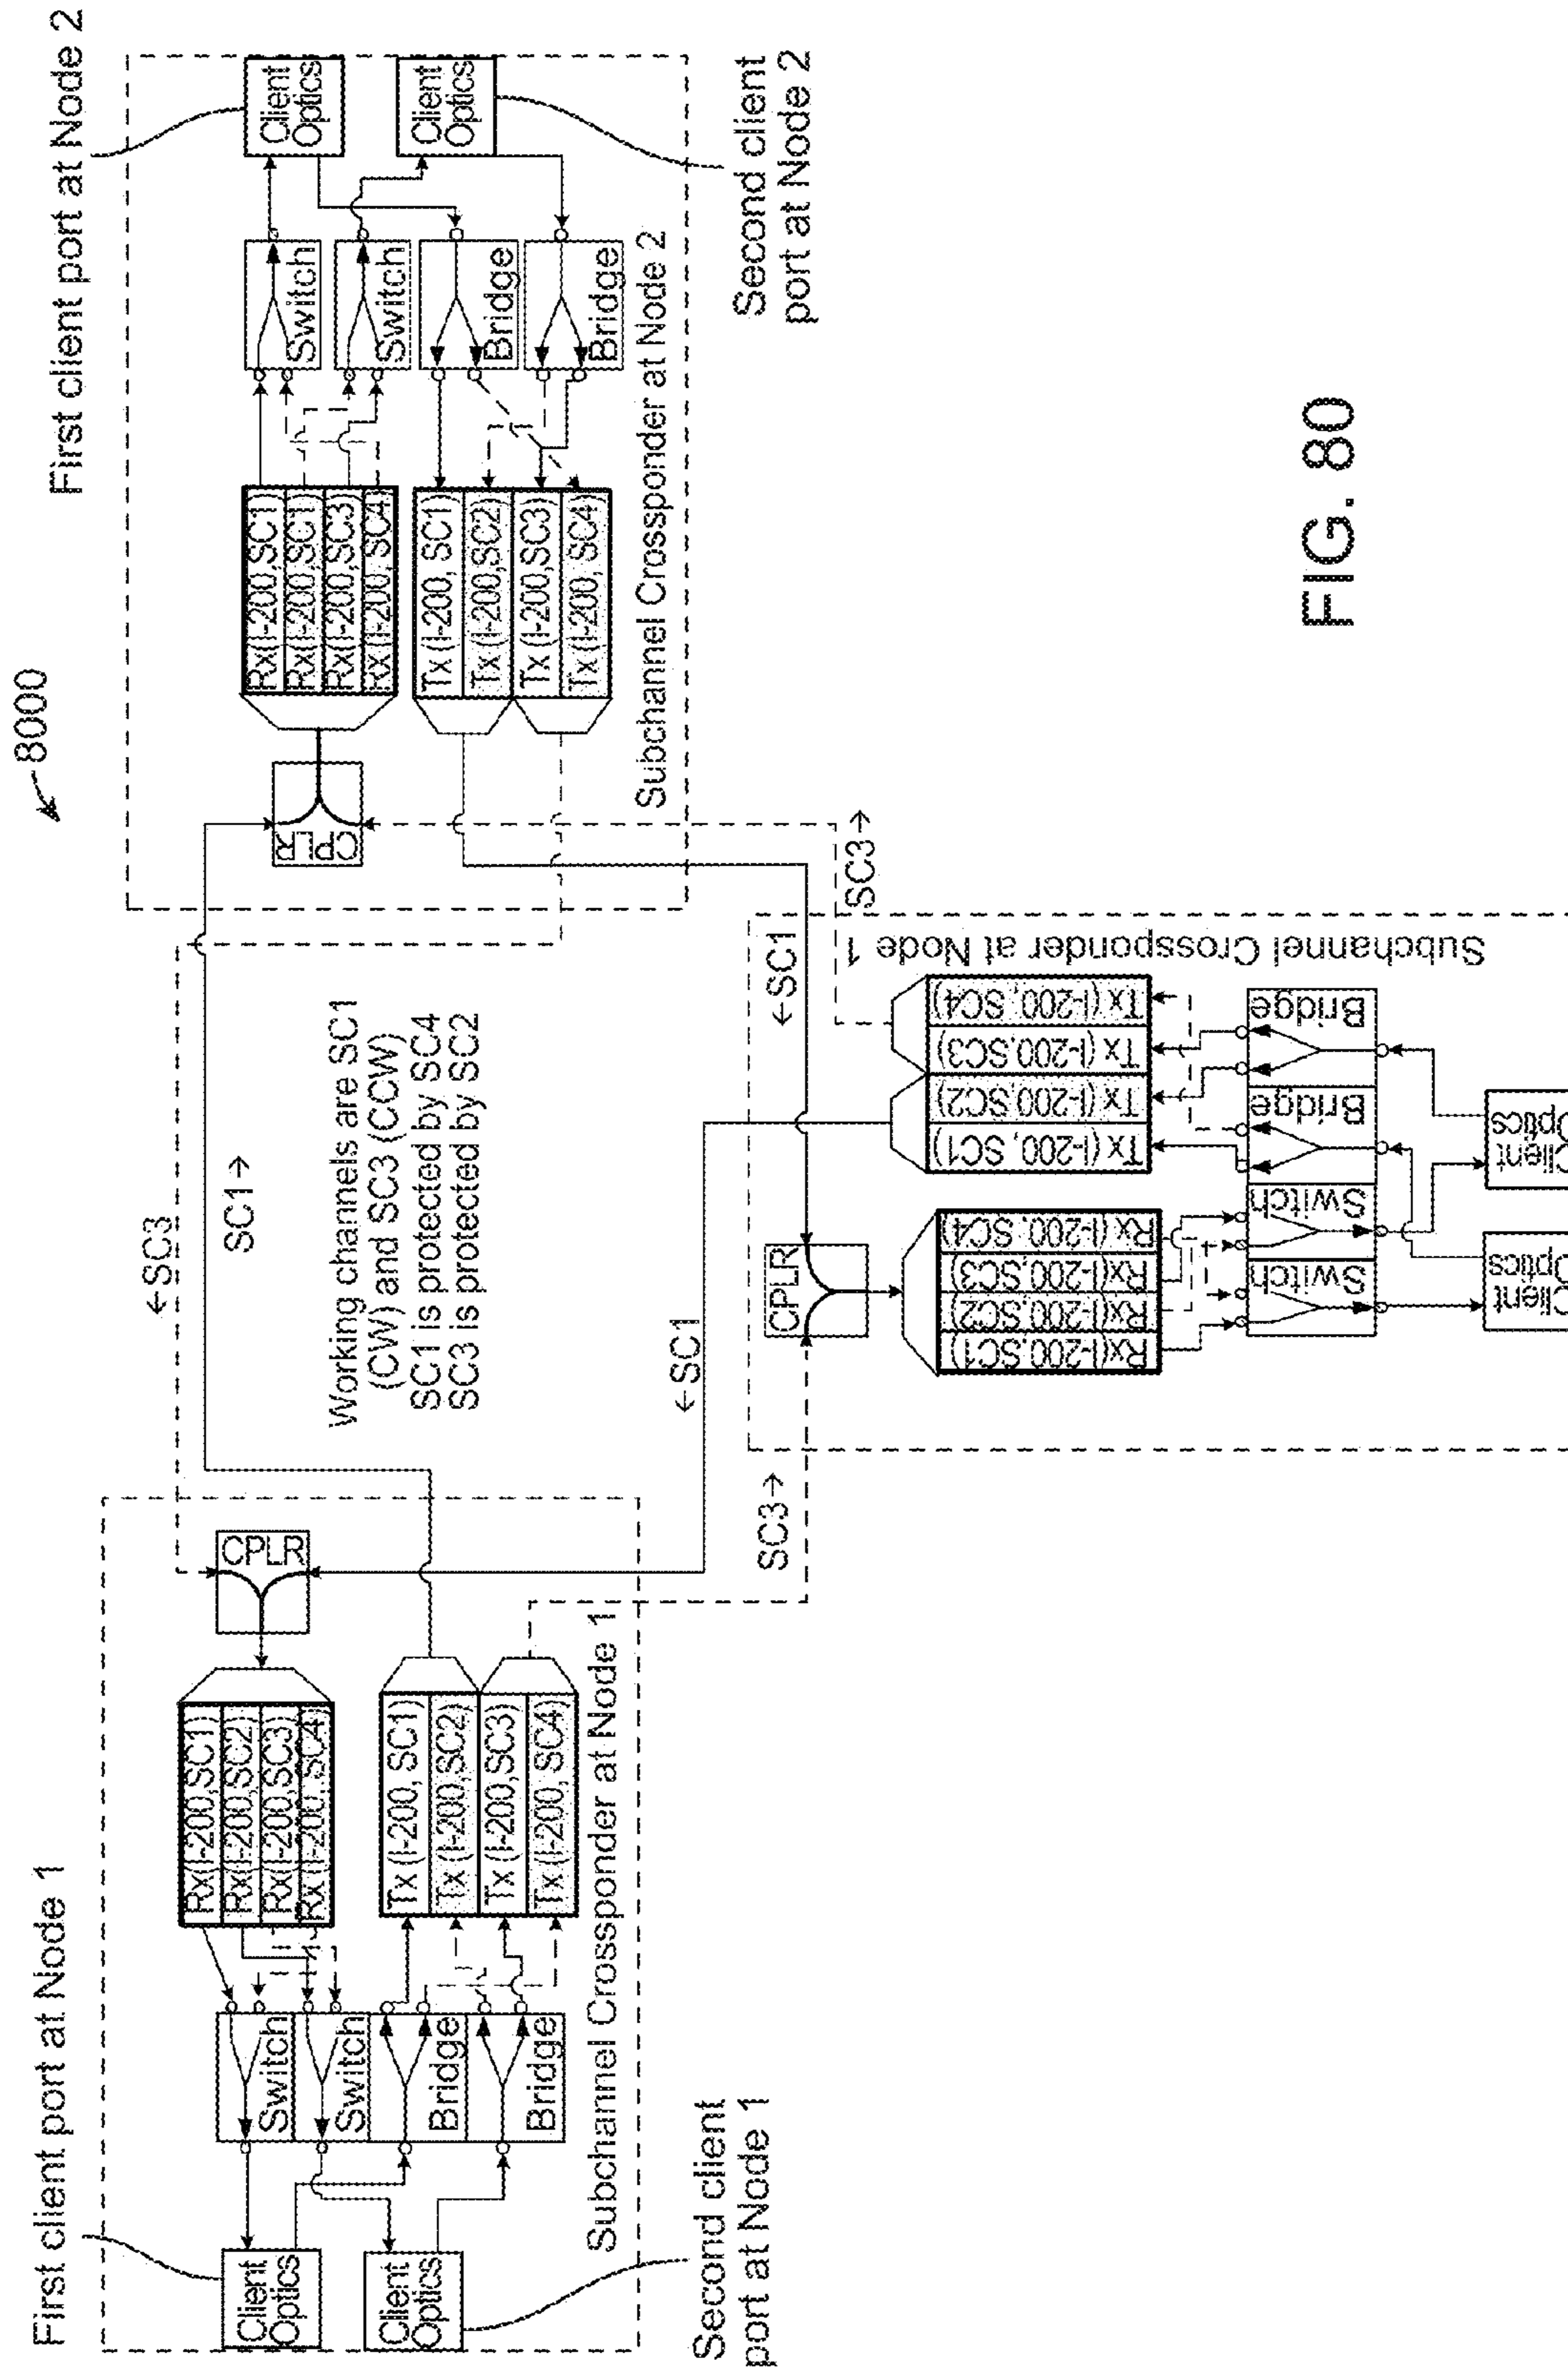 8000
First client port at Node 1
First client port at Node 2
Client
Optics
Client
Optics
Switch
Switch
Bridge
Bridge
Rx(I-200,SC1)
Rx(I-200,SC2)
Rx(I-200,SC3)
Rx (I-200, SC4)
Tx (I-200, SC1)
Tx (I-200,SC2)
Tx (I-200,SC3)
Tx (I-200, SC4)
CPLR
Subchannel Crossponder at Node 1
Second client
port at Node 1
←SC3
SC1→
Working channels are SC1
(CW) and SC3 (CCW)
SC1 is protected by SC4
SC3 is protected by SC2
←SC1
SC3→
CPLR
Rx(I-200,SC1)
Rx(I-200,SC1)
Rx(I-200,SC3)
Rx (I-200, SC4)
Tx (I-200, SC1)
Tx (I-200,SC2)
Tx (I-200,SC3)
Tx (I-200, SC4)
Switch
Switch
Bridge
Bridge
Client
Optics
Client
Optics
Subchannel Crossponder at Node 2
Second client
port at Node 2
←SC1
SC3→
CPLR
Rx(I-200,SC1)
Rx(I-200,SC2)
Rx(I-200,SC3)
Rx (I-200, SC4)
Tx (I-200, SC1)
Tx (I-200,SC2)
Tx (I-200,SC3)
Tx (I-200, SC4)
Switch
Switch
Bridge
Bridge
Client
Optics
Client
Optics
Subchannel Crossponder at Node 1
FIG. 80